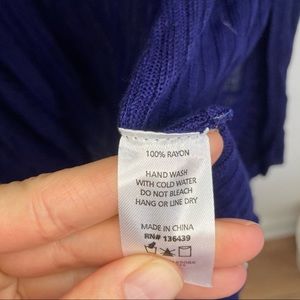 100% RAYON
HAND WASH
WITH COLD WATER
DO NOT BLEACH
HANG OR LINE DRY
MADE IN CHINA
RN# 136439